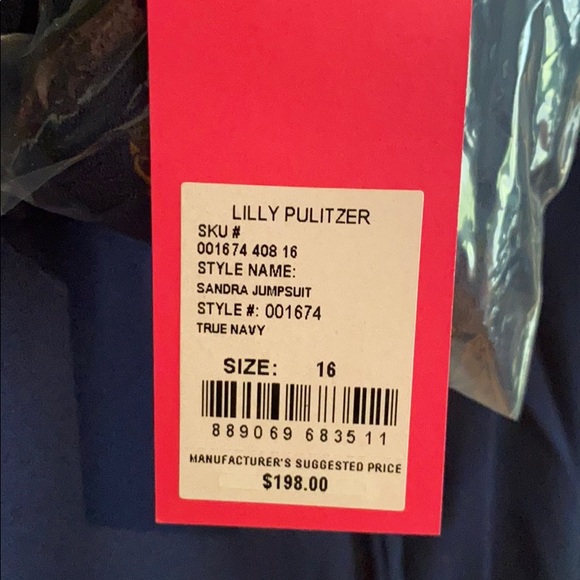 LILLY PULITZER
SKU #
001674 408 16
STYLE NAME:
SANDRA JUMPSUIT
STYLE #: 001674
TRUE NAVY
SIZE: 16
889069 683511
MANUFACTURER'S SUGGESTED PRICE
$198.00